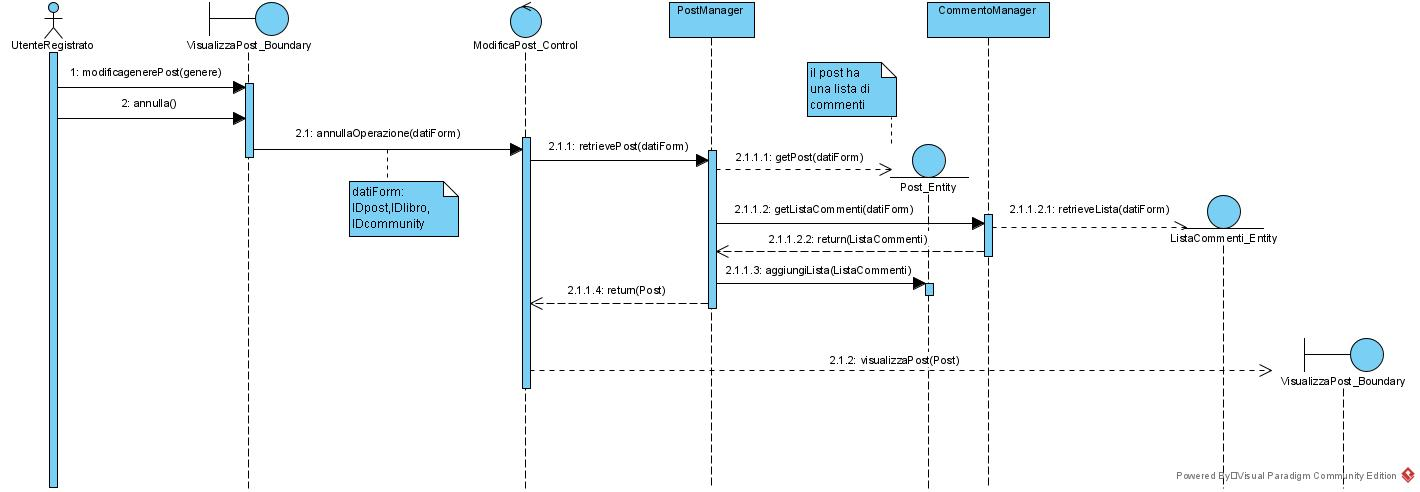 UtenteRegistrato
VisualizzaPost_Boundary
ModificaPost_Control
PostManager
CommentoManager
1: modificagenerePost(genere)
2: annulla()
2.1: annullaOperazione(datiForm)
datiForm:
IDpost,IDlibro,
IDcommunity
2.1.1: retrievePost(datiForm)
il post ha
una lista di
commenti
2.1.1.1: getPost(datiForm)
Post_Entity
2.1.1.2: getListaCommenti(datiForm)
2.1.1.2.1: retrieveLista(datiForm)
ListaCommenti_Entity
2.1.1.2.2: return(ListaCommenti)
2.1.1.3: aggiungiLista(ListaCommenti)
2.1.1.4: return(Post)
2.1.2: visualizzaPost(Post)
VisualizzaPost_Boundary
Powered By Visual Paradigm Community Edition